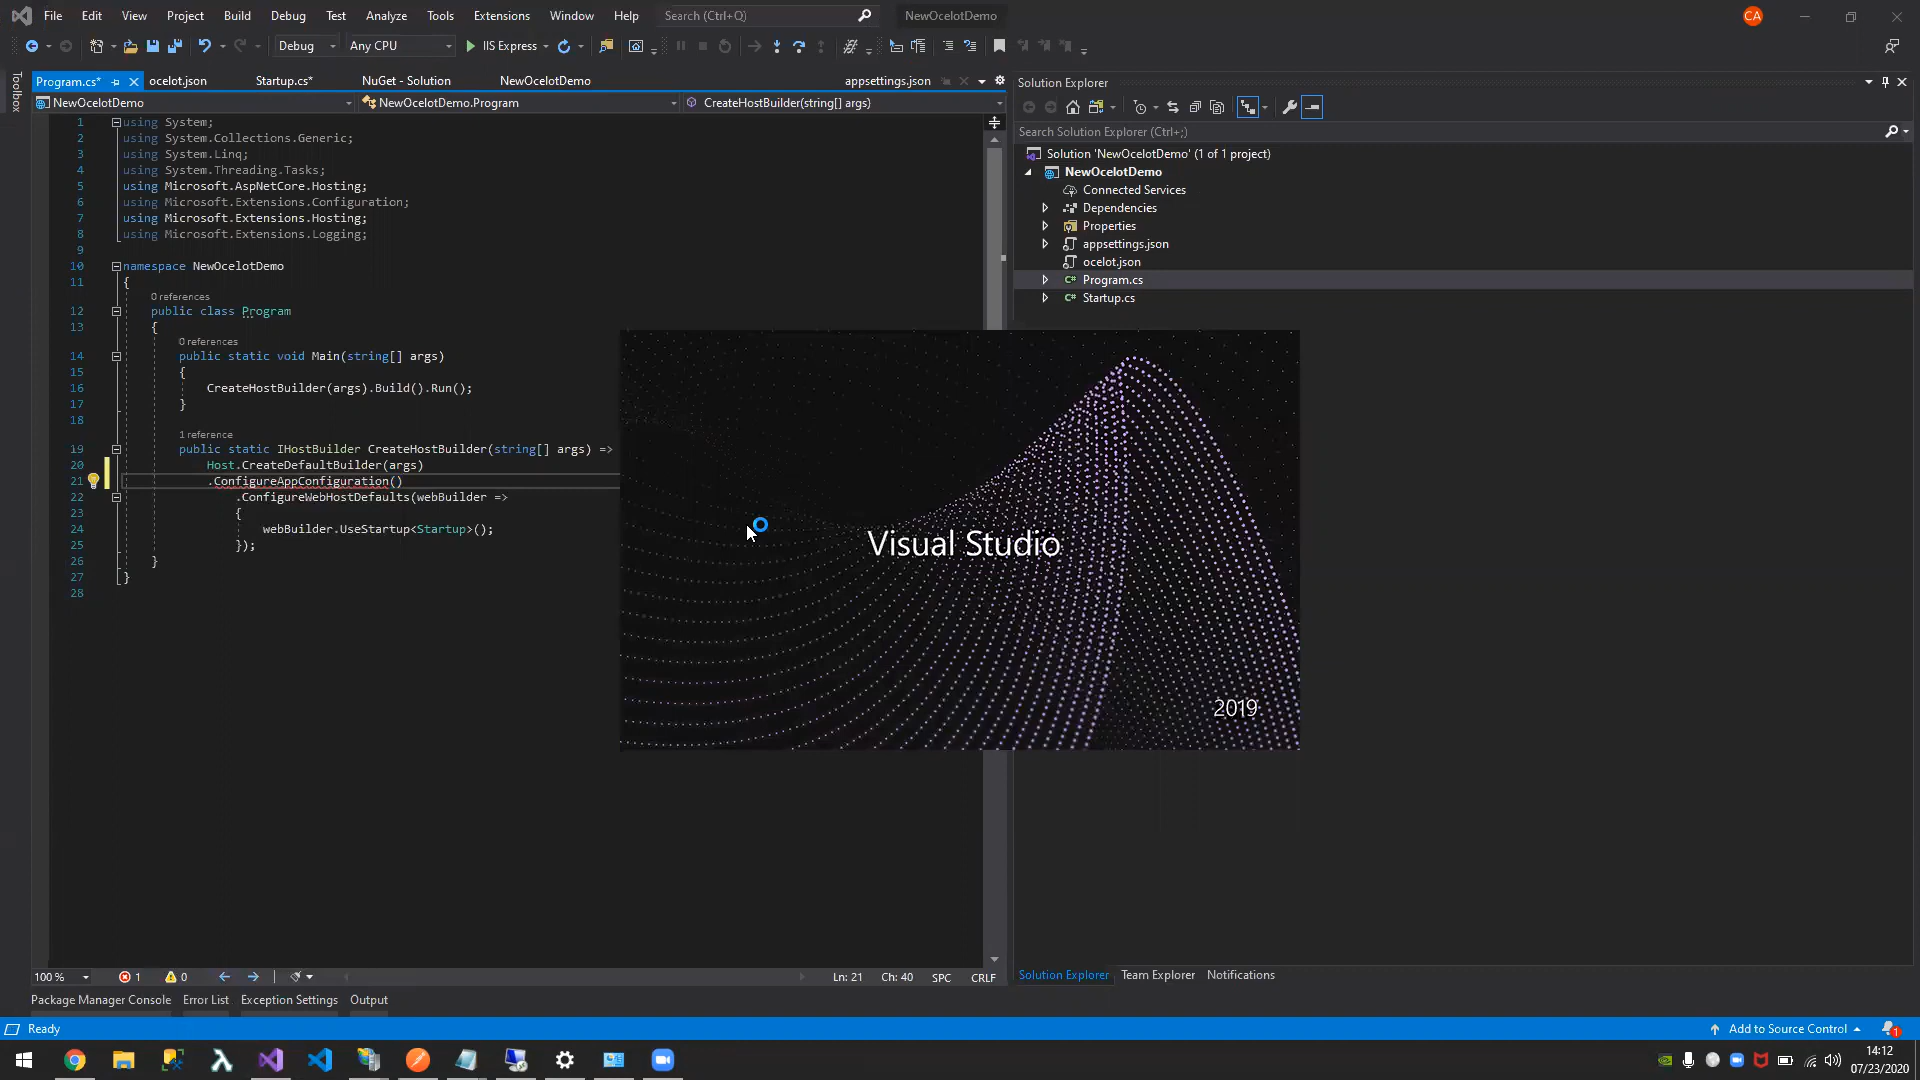 File Edit View Project Build Debug Test Analyze Tools Extensions Window Help Search (Ctrl+Q) NewOcelotDemo CA
Debug Any CPU IIS Express
Toolbox
Program.cs* ocelot.json Startup.cs* NuGet - Solution NewOcelotDemo appsettings.json
NewOcelotDemo NewOcelotDemo.Program CreateHostBuilder(string[] args)
1 using System;
2 using System.Collections.Generic;
3 using System.Linq;
4 using System.Threading.Tasks;
5 using Microsoft.AspNetCore.Hosting;
6 using Microsoft.Extensions.Configuration;
7 using Microsoft.Extensions.Hosting;
8 using Microsoft.Extensions.Logging;
9
10 namespace NewOcelotDemo
11 {
0 references
12 public class Program
13 {
0 references
14 public static void Main(string[] args)
15 {
16 CreateHostBuilder(args).Build().Run();
17 }
18
1 reference
19 public static IHostBuilder CreateHostBuilder(string[] args) =>
20 Host.CreateDefaultBuilder(args)
21 .ConfigureAppConfiguration()
22 .ConfigureWebHostDefaults(webBuilder =>
23 {
24 webBuilder.UseStartup<Startup>();
25 });
26 }
27 }
28
Visual Studio
2019
Solution Explorer
Search Solution Explorer (Ctrl+;)
Solution 'NewOcelotDemo' (1 of 1 project)
NewOcelotDemo
Connected Services
Dependencies
Properties
appsettings.json
ocelot.json
C# Program.cs
C# Startup.cs
100 % 1 0 Ln: 21 Ch: 40 SPC CRLF
Solution Explorer Team Explorer Notifications
Package Manager Console Error List Exception Settings Output
Ready Add to Source Control 1
14:12
07/23/2020